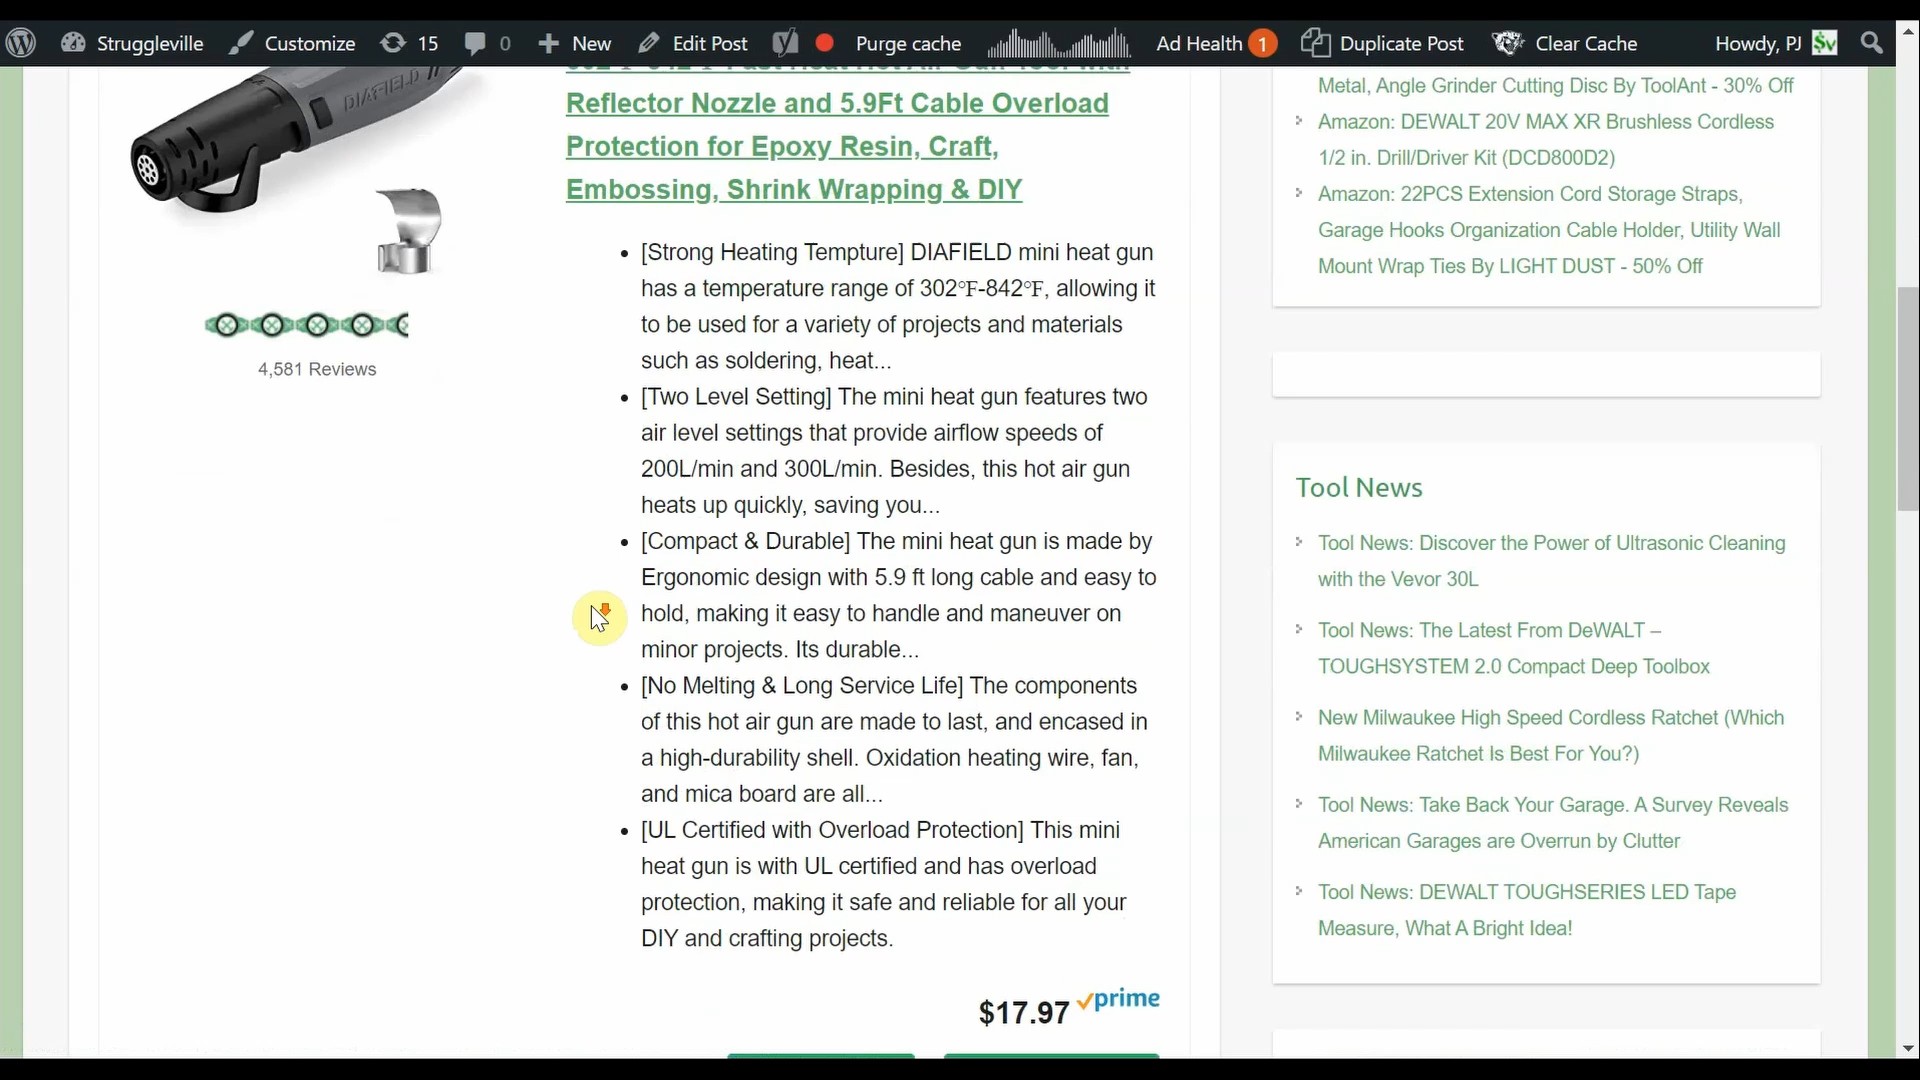 Struggleville
Customize
15
0
New
Edit Post
Purge cache
Ad Health 1
Duplicate Post
Clear Cache
Howdy, PJ
DIAFIELD
Reflector Nozzle and 5.9Ft Cable Overload
Protection for Epoxy Resin, Craft,
Embossing, Shrink Wrapping & DIY
4,581 Reviews
• [Strong Heating Tempture] DIAFIELD mini heat gun
has a temperature range of 302℉-842℉, allowing it
to be used for a variety of projects and materials
such as soldering, heat...
• [Two Level Setting] The mini heat gun features two
air level settings that provide airflow speeds of
200L/min and 300L/min. Besides, this hot air gun
heats up quickly, saving you...
• [Compact & Durable] The mini heat gun is made by
Ergonomic design with 5.9 ft long cable and easy to
hold, making it easy to handle and maneuver on
minor projects. Its durable...
• [No Melting & Long Service Life] The components
of this hot air gun are made to last, and encased in
a high-durability shell. Oxidation heating wire, fan,
and mica board are all...
• [UL Certified with Overload Protection] This mini
heat gun is with UL certified and has overload
protection, making it safe and reliable for all your
DIY and crafting projects.
$17.97 prime
Metal, Angle Grinder Cutting Disc By ToolAnt - 30% Off
Amazon: DEWALT 20V MAX XR Brushless Cordless
1/2 in. Drill/Driver Kit (DCD800D2)
Amazon: 22PCS Extension Cord Storage Straps,
Garage Hooks Organization Cable Holder, Utility Wall
Mount Wrap Ties By LIGHT DUST - 50% Off
Tool News
Tool News: Discover the Power of Ultrasonic Cleaning
with the Vevor 30L
Tool News: The Latest From DeWALT –
TOUGHSYSTEM 2.0 Compact Deep Toolbox
New Milwaukee High Speed Cordless Ratchet (Which
Milwaukee Ratchet Is Best For You?)
Tool News: Take Back Your Garage. A Survey Reveals
American Garages are Overrun by Clutter
Tool News: DEWALT TOUGHSERIES LED Tape
Measure, What A Bright Idea!